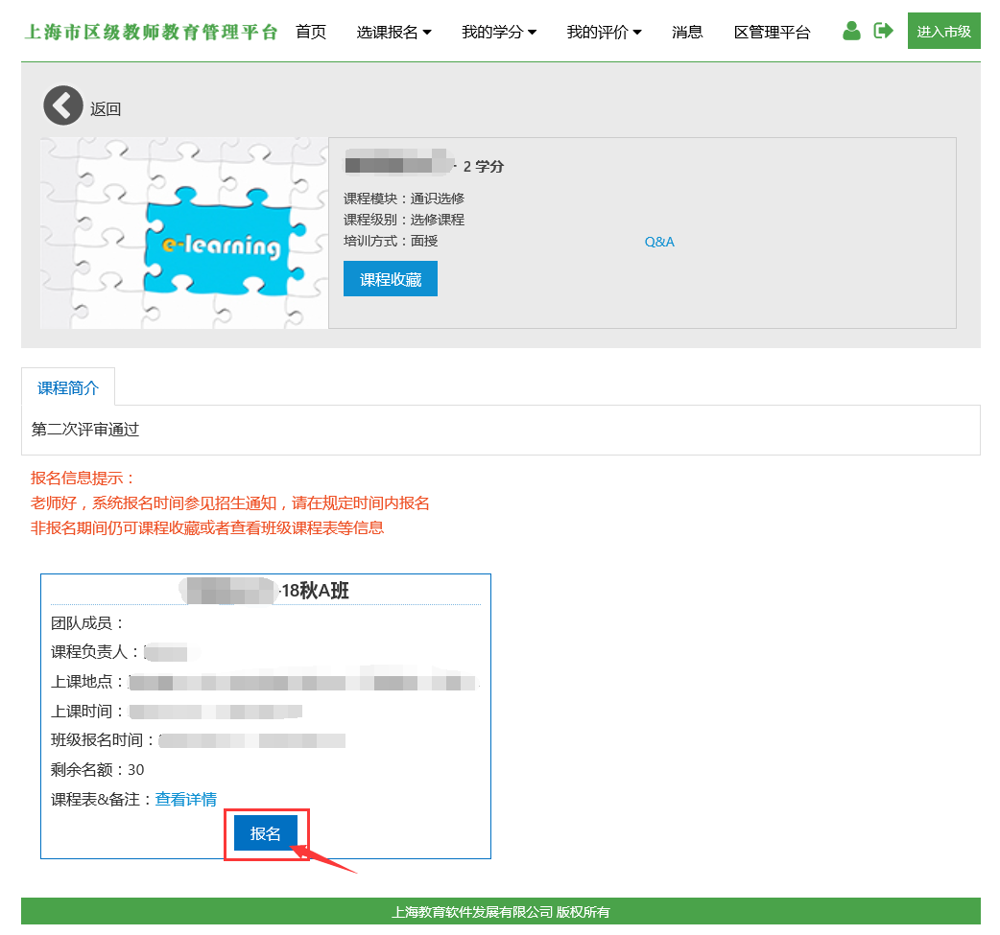 上海市区级教师教育管理平台 首页 选课报名 我的学分 我的评价 消息 区管理平台 进入市级
返回
e-learning
- 2 学分
课程模块：通识选修
课程级别：选修课程
培训方式：面授 Q&A
课程收藏
课程简介
第二次评审通过
报名信息提示：
老师好，系统报名时间参见招生通知，请在规定时间内报名
非报名期间仍可课程收藏或者查看班级课程表等信息
-18秋A班
团队成员：
课程负责人：
上课地点：
上课时间：
班级报名时间：
剩余名额：30
课程表&备注：查看详情
报名
上海教育软件发展有限公司 版权所有